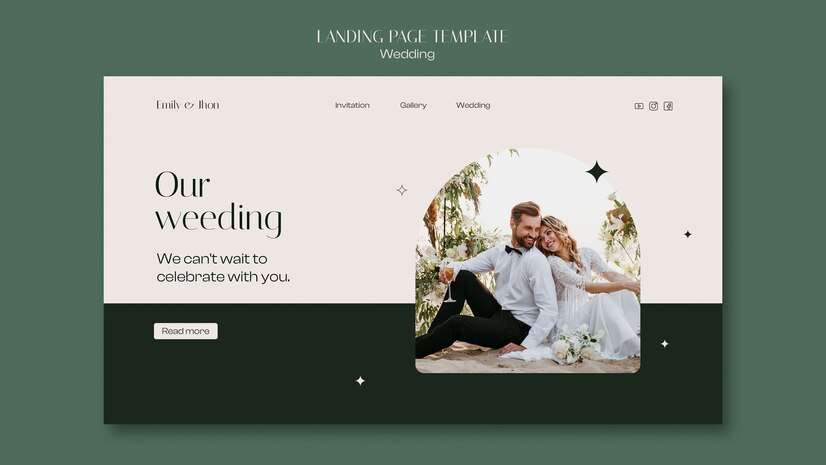 LANDING PAGE TEMPLATE
Wedding
Emily & Jhon
Invitation Gallery Wedding
Our
weeding
We can't wait to
celebrate with you.
Read more